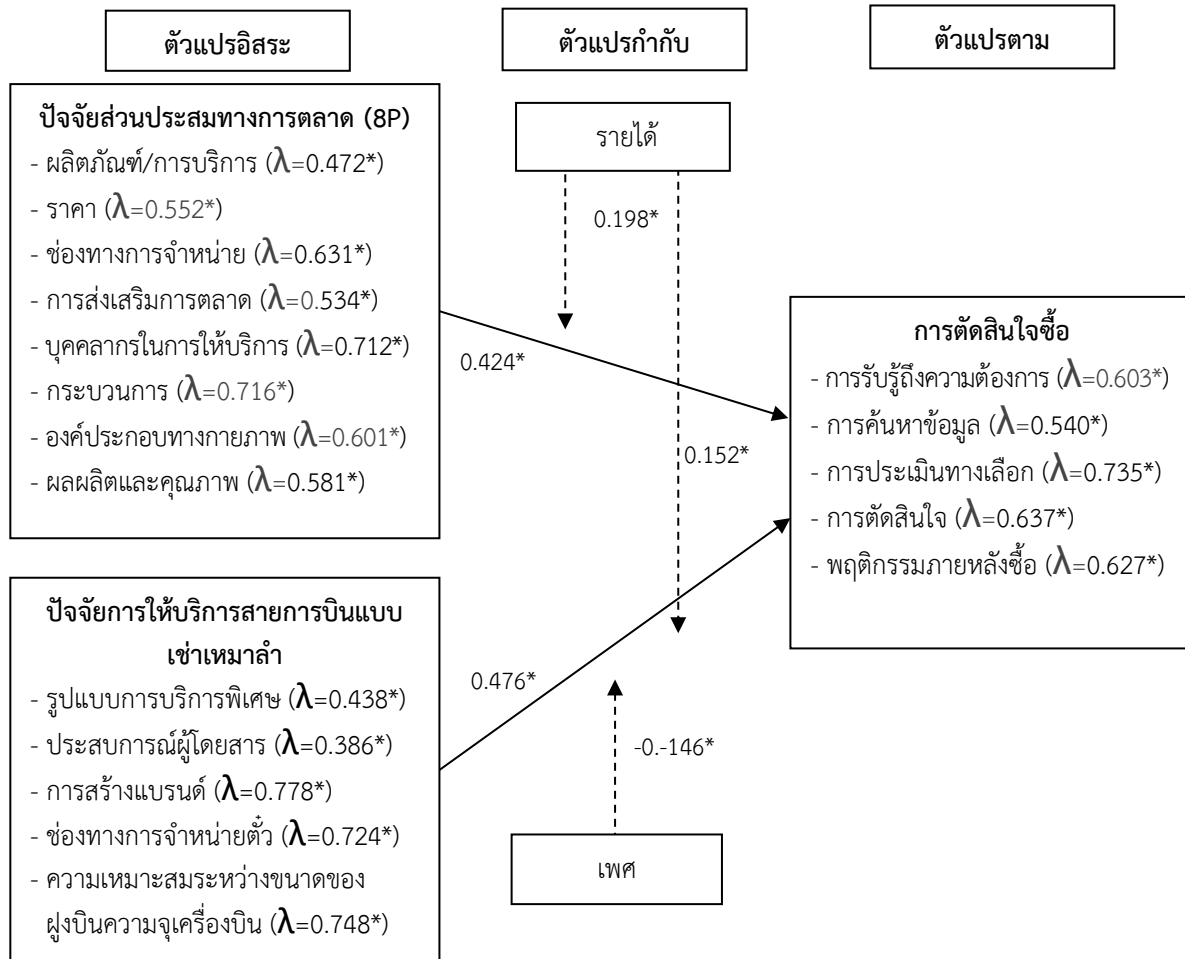 ตัวแปรอิสระ
ตัวแปรกำกับ
ตัวแปรตาม
ปัจจัยส่วนประสมทางการตลาด (8P)
- ผลิตภัณฑ์/การบริการ (λ=0.472*)
- ราคา (λ=0.552*)
- ช่องทางการจำหน่าย (λ=0.631*)
- การส่งเสริมการตลาด (λ=0.534*)
- บุคคลากรในการให้บริการ (λ=0.712*)
- กระบวนการ (λ=0.716*)
- องค์ประกอบทางกายภาพ (λ=0.601*)
- ผลผลิตและคุณภาพ (λ=0.581*)
รายได้
0.198*
0.424*
0.152*
การตัดสินใจซื้อ
- การรับรู้ถึงความต้องการ (λ=0.603*)
- การค้นหาข้อมูล (λ=0.540*)
- การประเมินทางเลือก (λ=0.735*)
- การตัดสินใจ (λ=0.637*)
- พฤติกรรมภายหลังซื้อ (λ=0.627*)
ปัจจัยการให้บริการสายการบินแบบ
เช่าเหมาลำ
- รูปแบบการบริการพิเศษ (λ=0.438*)
- ประสบการณ์ผู้โดยสาร (λ=0.386*)
- การสร้างแบรนด์ (λ=0.778*)
- ช่องทางการจำหน่ายตั๋ว (λ=0.724*)
- ความเหมาะสมระหว่างขนาดของ
ฝูงบินความจุเครื่องบิน (λ=0.748*)
0.476*
-0.-146*
เพศ